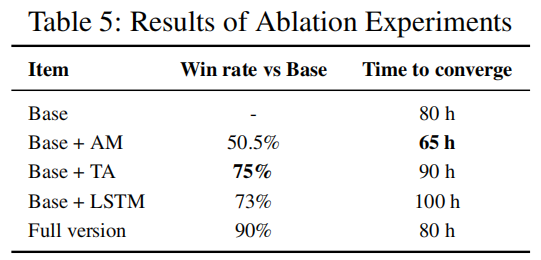 Table 5: Results of Ablation Experiments
Item Win rate vs Base Time to converge
Base - 80 h
Base + AM 50.5% 65 h
Base + TA 75% 90 h
Base + LSTM 73% 100 h
Full version 90% 80 h